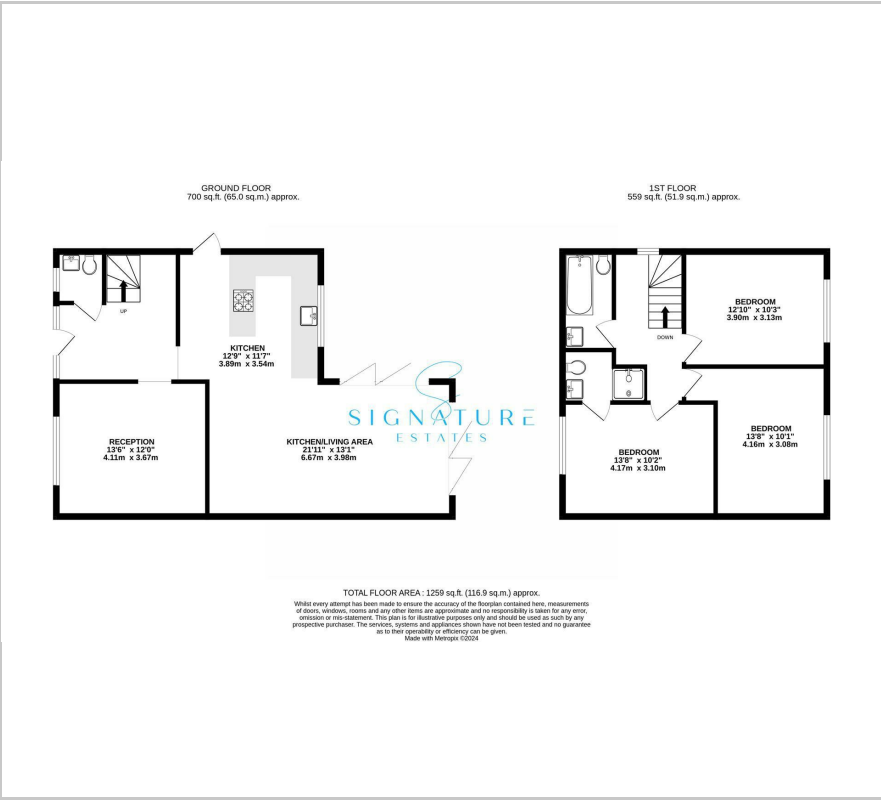 GROUND FLOOR
700 sq.ft. (65.0 sq.m.) approx.
1ST FLOOR
559 sq.ft. (51.9 sq.m.) approx.
UP
KITCHEN
12'9" x 11'7"
3.89m x 3.54m
RECEPTION
13'6" x 12'0"
4.11m x 3.67m
KITCHEN/LIVING AREA
21'11" x 13'1"
6.67m x 3.98m
SIGNATURE
ESTATES
BEDROOM
12'10" x 10'3"
3.90m x 3.13m
DOWN
BEDROOM
13'8" x 10'2"
4.17m x 3.10m
BEDROOM
13'8" x 10'1"
4.16m x 3.08m
TOTAL FLOOR AREA : 1259 sq.ft. (116.9 sq.m.) approx.
Whilst every attempt has been made to ensure the accuracy of the floorplan contained here, measurements
of doors, windows, rooms and any other items are approximate and no responsibility is taken for any error,
omission or mis-statement. This plan is for illustrative purposes only and should be used as such by any
prospective purchaser. The services, systems and appliances shown have not been tested and no guarantee
as to their operability or efficiency can be given.
Made with Metropix ©2024